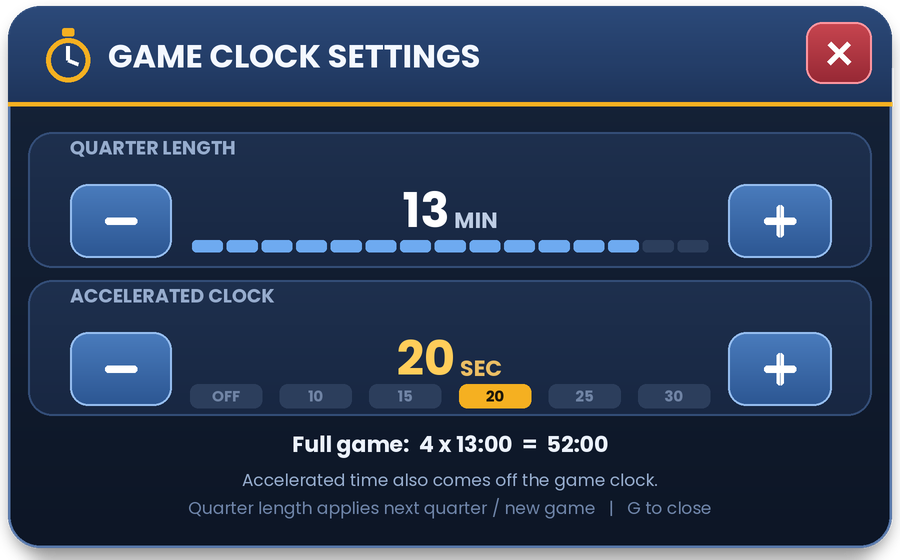 GAME CLOCK SETTINGS
QUARTER LENGTH
13 MIN
ACCELERATED CLOCK
20 SEC
OFF 10 15 20 25 30
Full game: 4 x 13:00 = 52:00
Accelerated time also comes off the game clock.
Quarter length applies next quarter / new game | G to close